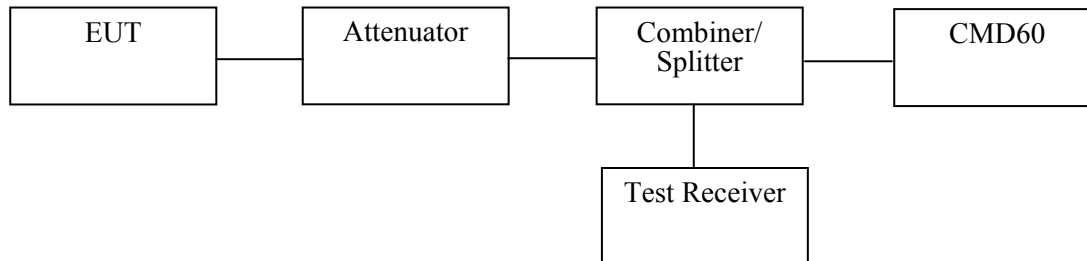 EUT
Attenuator
Combiner/
Splitter
CMD60
Test Receiver